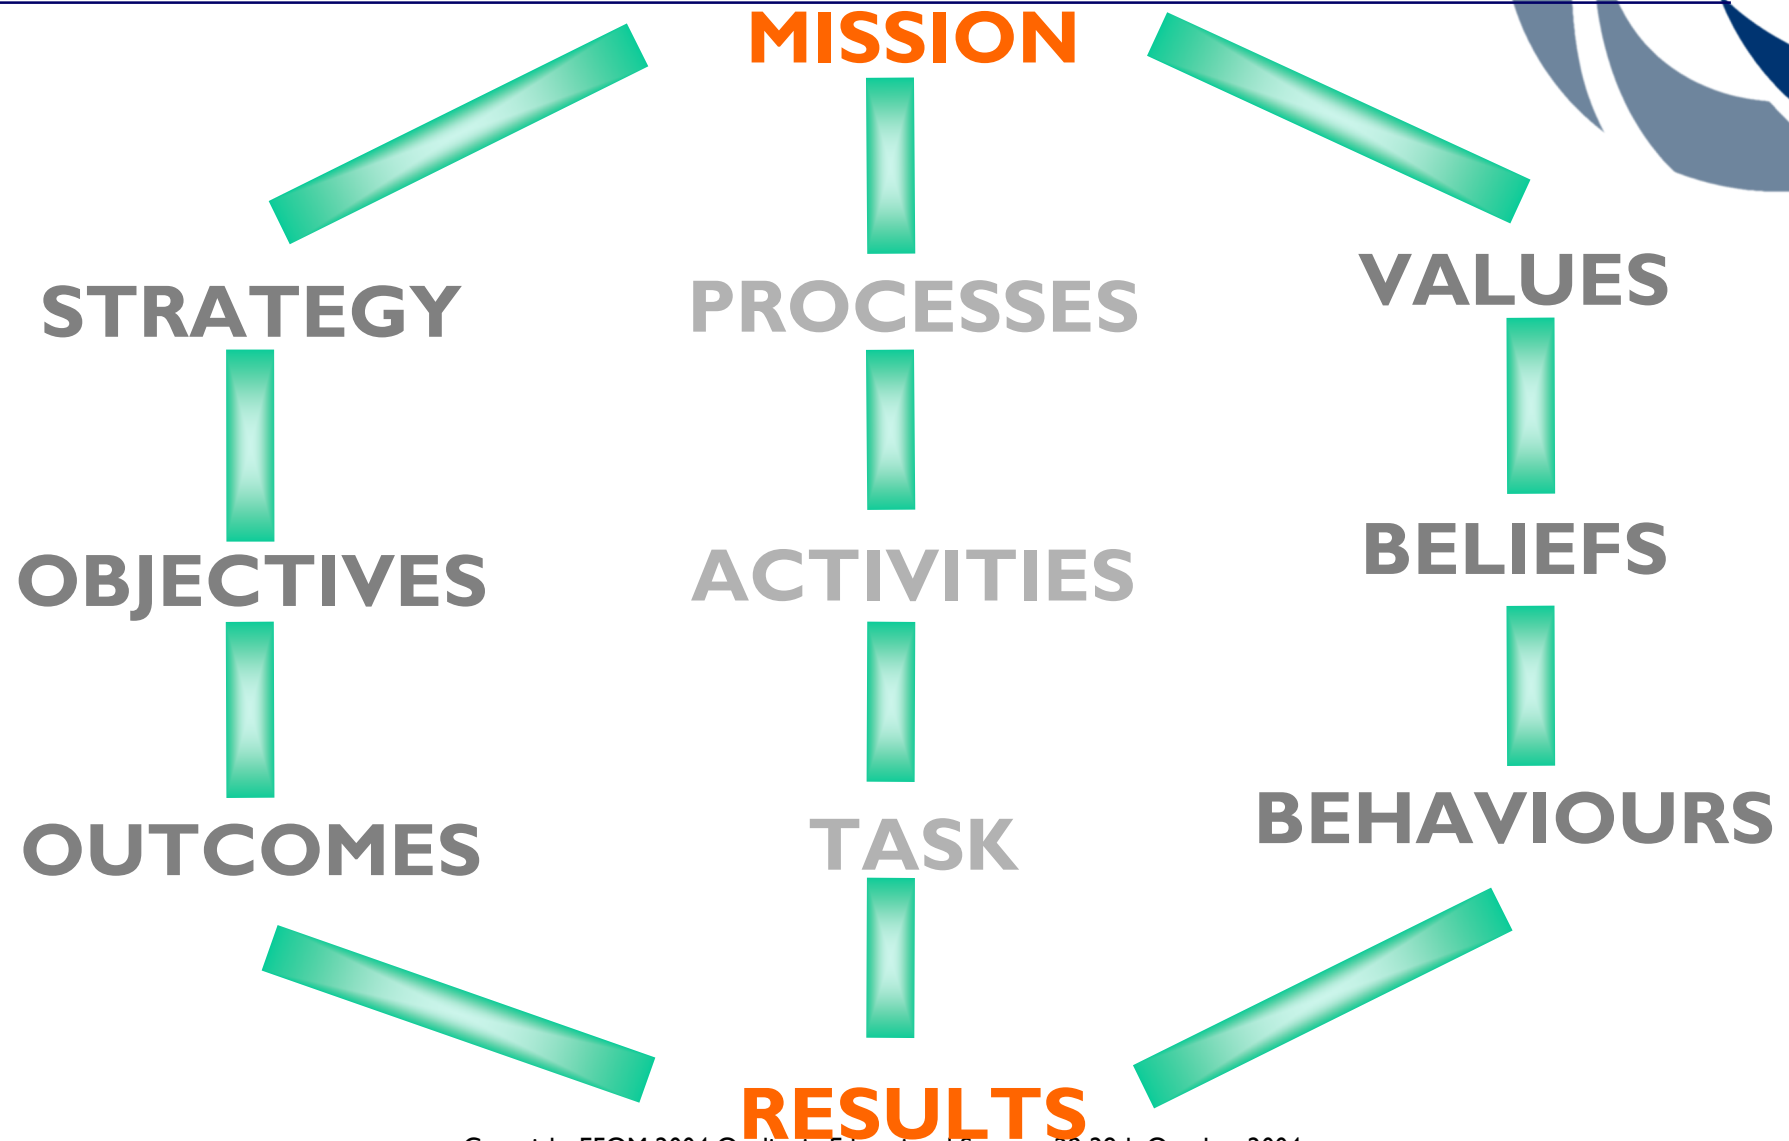 MISSION
STRATEGY PROCESSES VALUES
OBJECTIVES ACTIVITIES BELIEFS
OUTCOMES TASK BEHAVIOURS
RESULTS